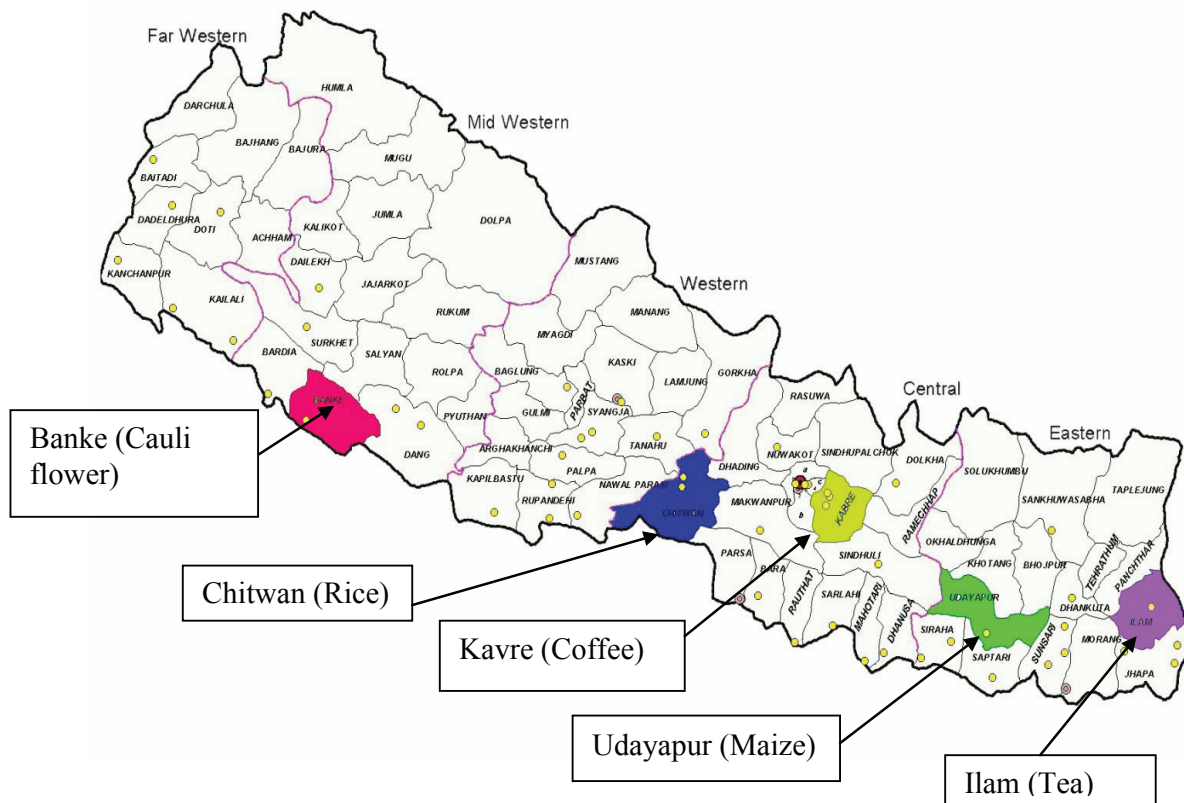 Far Western
HUMLA
DARCHULA
Mid Western
BAJHANG
BAJURA
MUGU
BAITADI
DADELDHURA
DOTI
JUMLA
DOLPA
KALIKOT
ACHHAM
DAILEKH
KANCHANPUR
MUSTANG
Western
KAILALI
JAJARKOT
RUKUM
MANANG
MYAGDI
SURKHET
BARDIA
SALYAN
KASKI
ROLPA
BAGLUNG
LAMJUNG
GORKHA
PARBAT
Central
RASUWA
BANKE
GULMI
SYANGJA
PYUTHAN
Banke (Cauli
flower)
Eastern
TANAHU
ARGHAKHANCHI
DANG
NUWAKOT
SINDHUPALCHUK
DOLKHA
DHADING
a
c
SOLUKHUMBU
PALPA
KAPILBASTU
NAWAL PARASI
RUPANDEHI
MAKWANPUR
KABRE
RAMECHHAP
SANKHUWASABHA
TAPLEJUNG
CHITWAN
b
OKHALDHUNGA
PARSA
BARA
SINDHULI
KHOTANG
BHOJPUR
TEHRATHUM
PANCHTHAR
RAUTHAT
SARLAHI
MAHOTARI
DHANUSA
UDAYAPUR
DHANKUTA
ILAM
SIRAHA
SAPTARI
SUNSARI
MORANG
JHAPA
Chitwan (Rice)
Kavre (Coffee)
Udayapur (Maize)
Ilam (Tea)